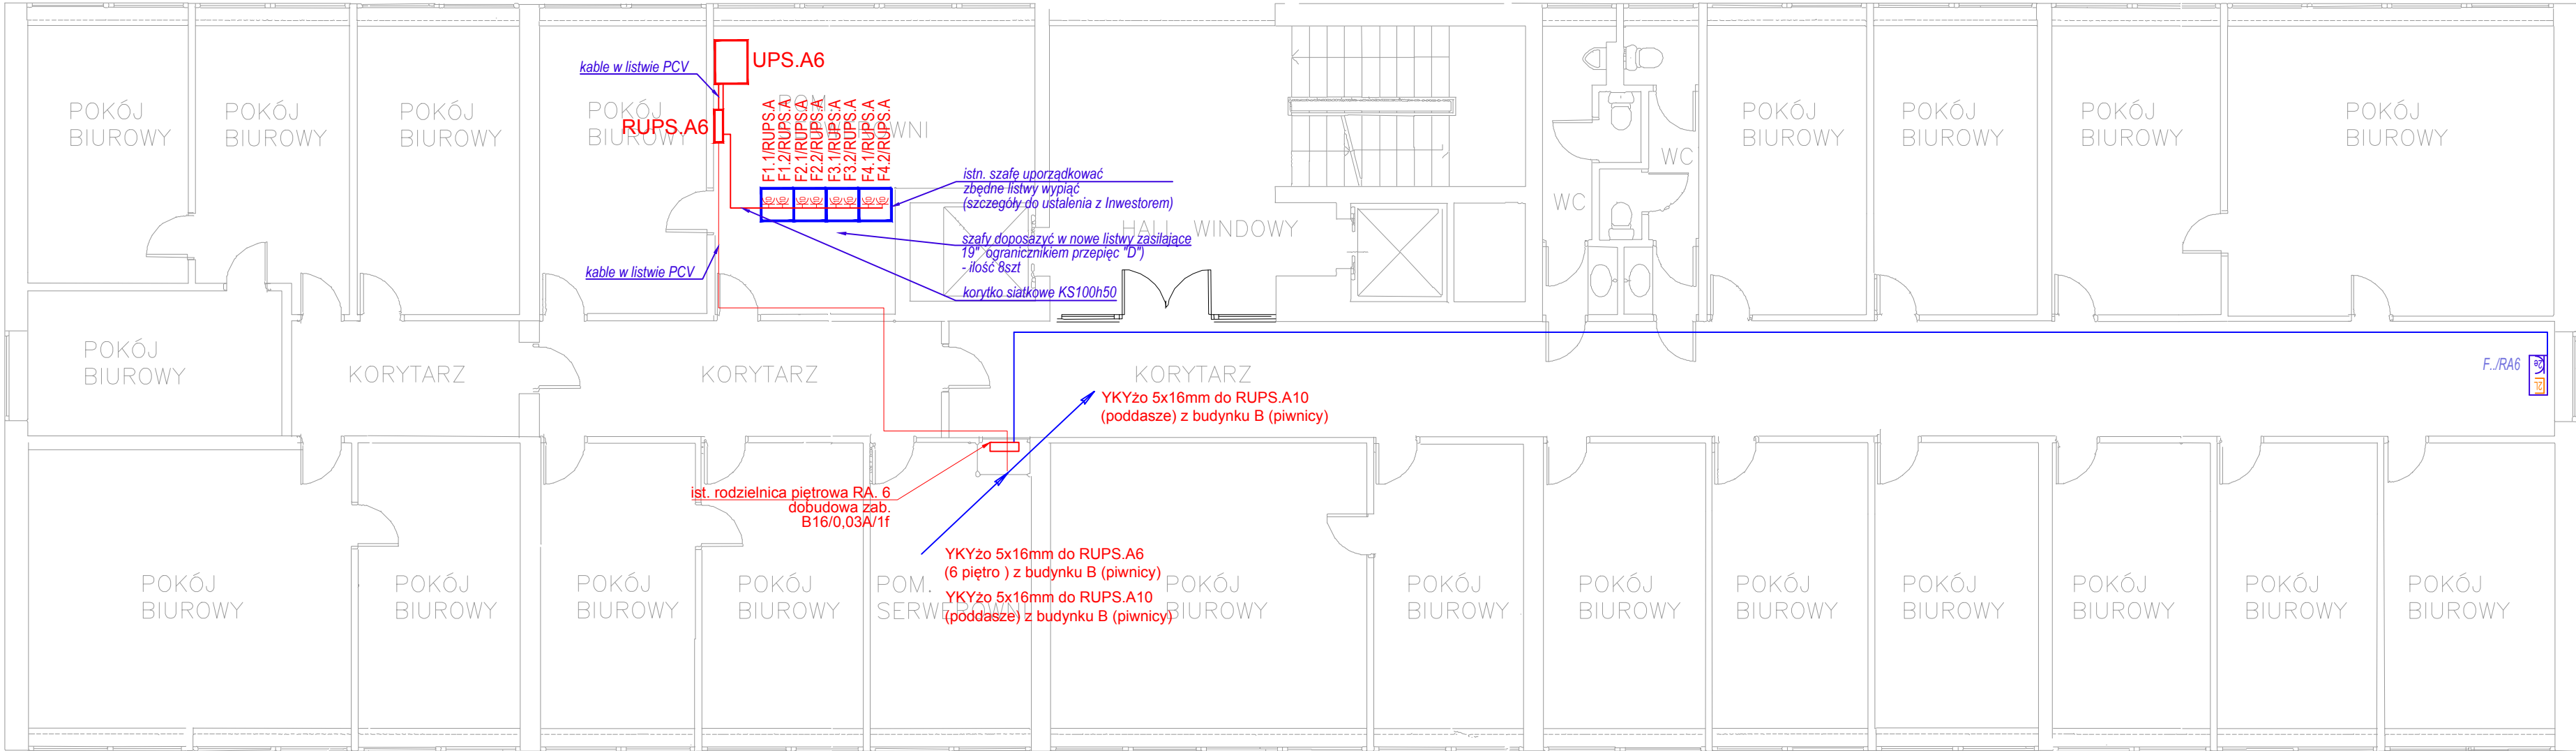 kable w listwie PCV
UPS.A6
RUPS.A6
F1.1/RUPS.A
F1.2/RUPS.A
F2.1/RUPS.A
F2.2/RUPS.A
F3.1/RUPS.A
F3.2/RUPS.A
F4.1/RUPS.A
F4.2/RUPS.A
POKÓJ
BIUROWY
POKÓJ
BIUROWY
POKÓJ
BIUROWY
POKÓJ
BIUROWY
POM.
POKÓJ
BIUROWY
POKÓJ
BIUROWY
POKÓJ
BIUROWY
POKÓJ
BIUROWY
WC
WC
istn. szafę uporządkować
zbędne listwy wypiąć
(szczegóły do ustalenia z Inwestorem)
HALL WINDOWY
szafy doposażyć w nowe listwy zasilające
19" ogranicznikiem przepięc "D")
- ilość 8szt
kable w listwie PCV
korytko siatkowe KS100h50
POKÓJ
BIUROWY
KORYTARZ
KORYTARZ
KORYTARZ
F../RA6
YKYżo 5x16mm do RUPS.A10
(poddasze) z budynku B (piwnicy)
ist. rodzielnica piętrowa RA. 6
dobudowa zab.
B16/0,03A/1f
YKYżo 5x16mm do RUPS.A6
(6 piętro ) z budynku B (piwnicy)
YKYżo 5x16mm do RUPS.A10
(poddasze) z budynku B (piwnicy)
POKÓJ
BIUROWY
POKÓJ
BIUROWY
POKÓJ
BIUROWY
POKÓJ
BIUROWY
POM.
SERWEROWNI
POKÓJ
BIUROWY
POKÓJ
BIUROWY
POKÓJ
BIUROWY
POKÓJ
BIUROWY
POKÓJ
BIUROWY
POKÓJ
BIUROWY
POKÓJ
BIUROWY
POKÓJ
BIUROWY